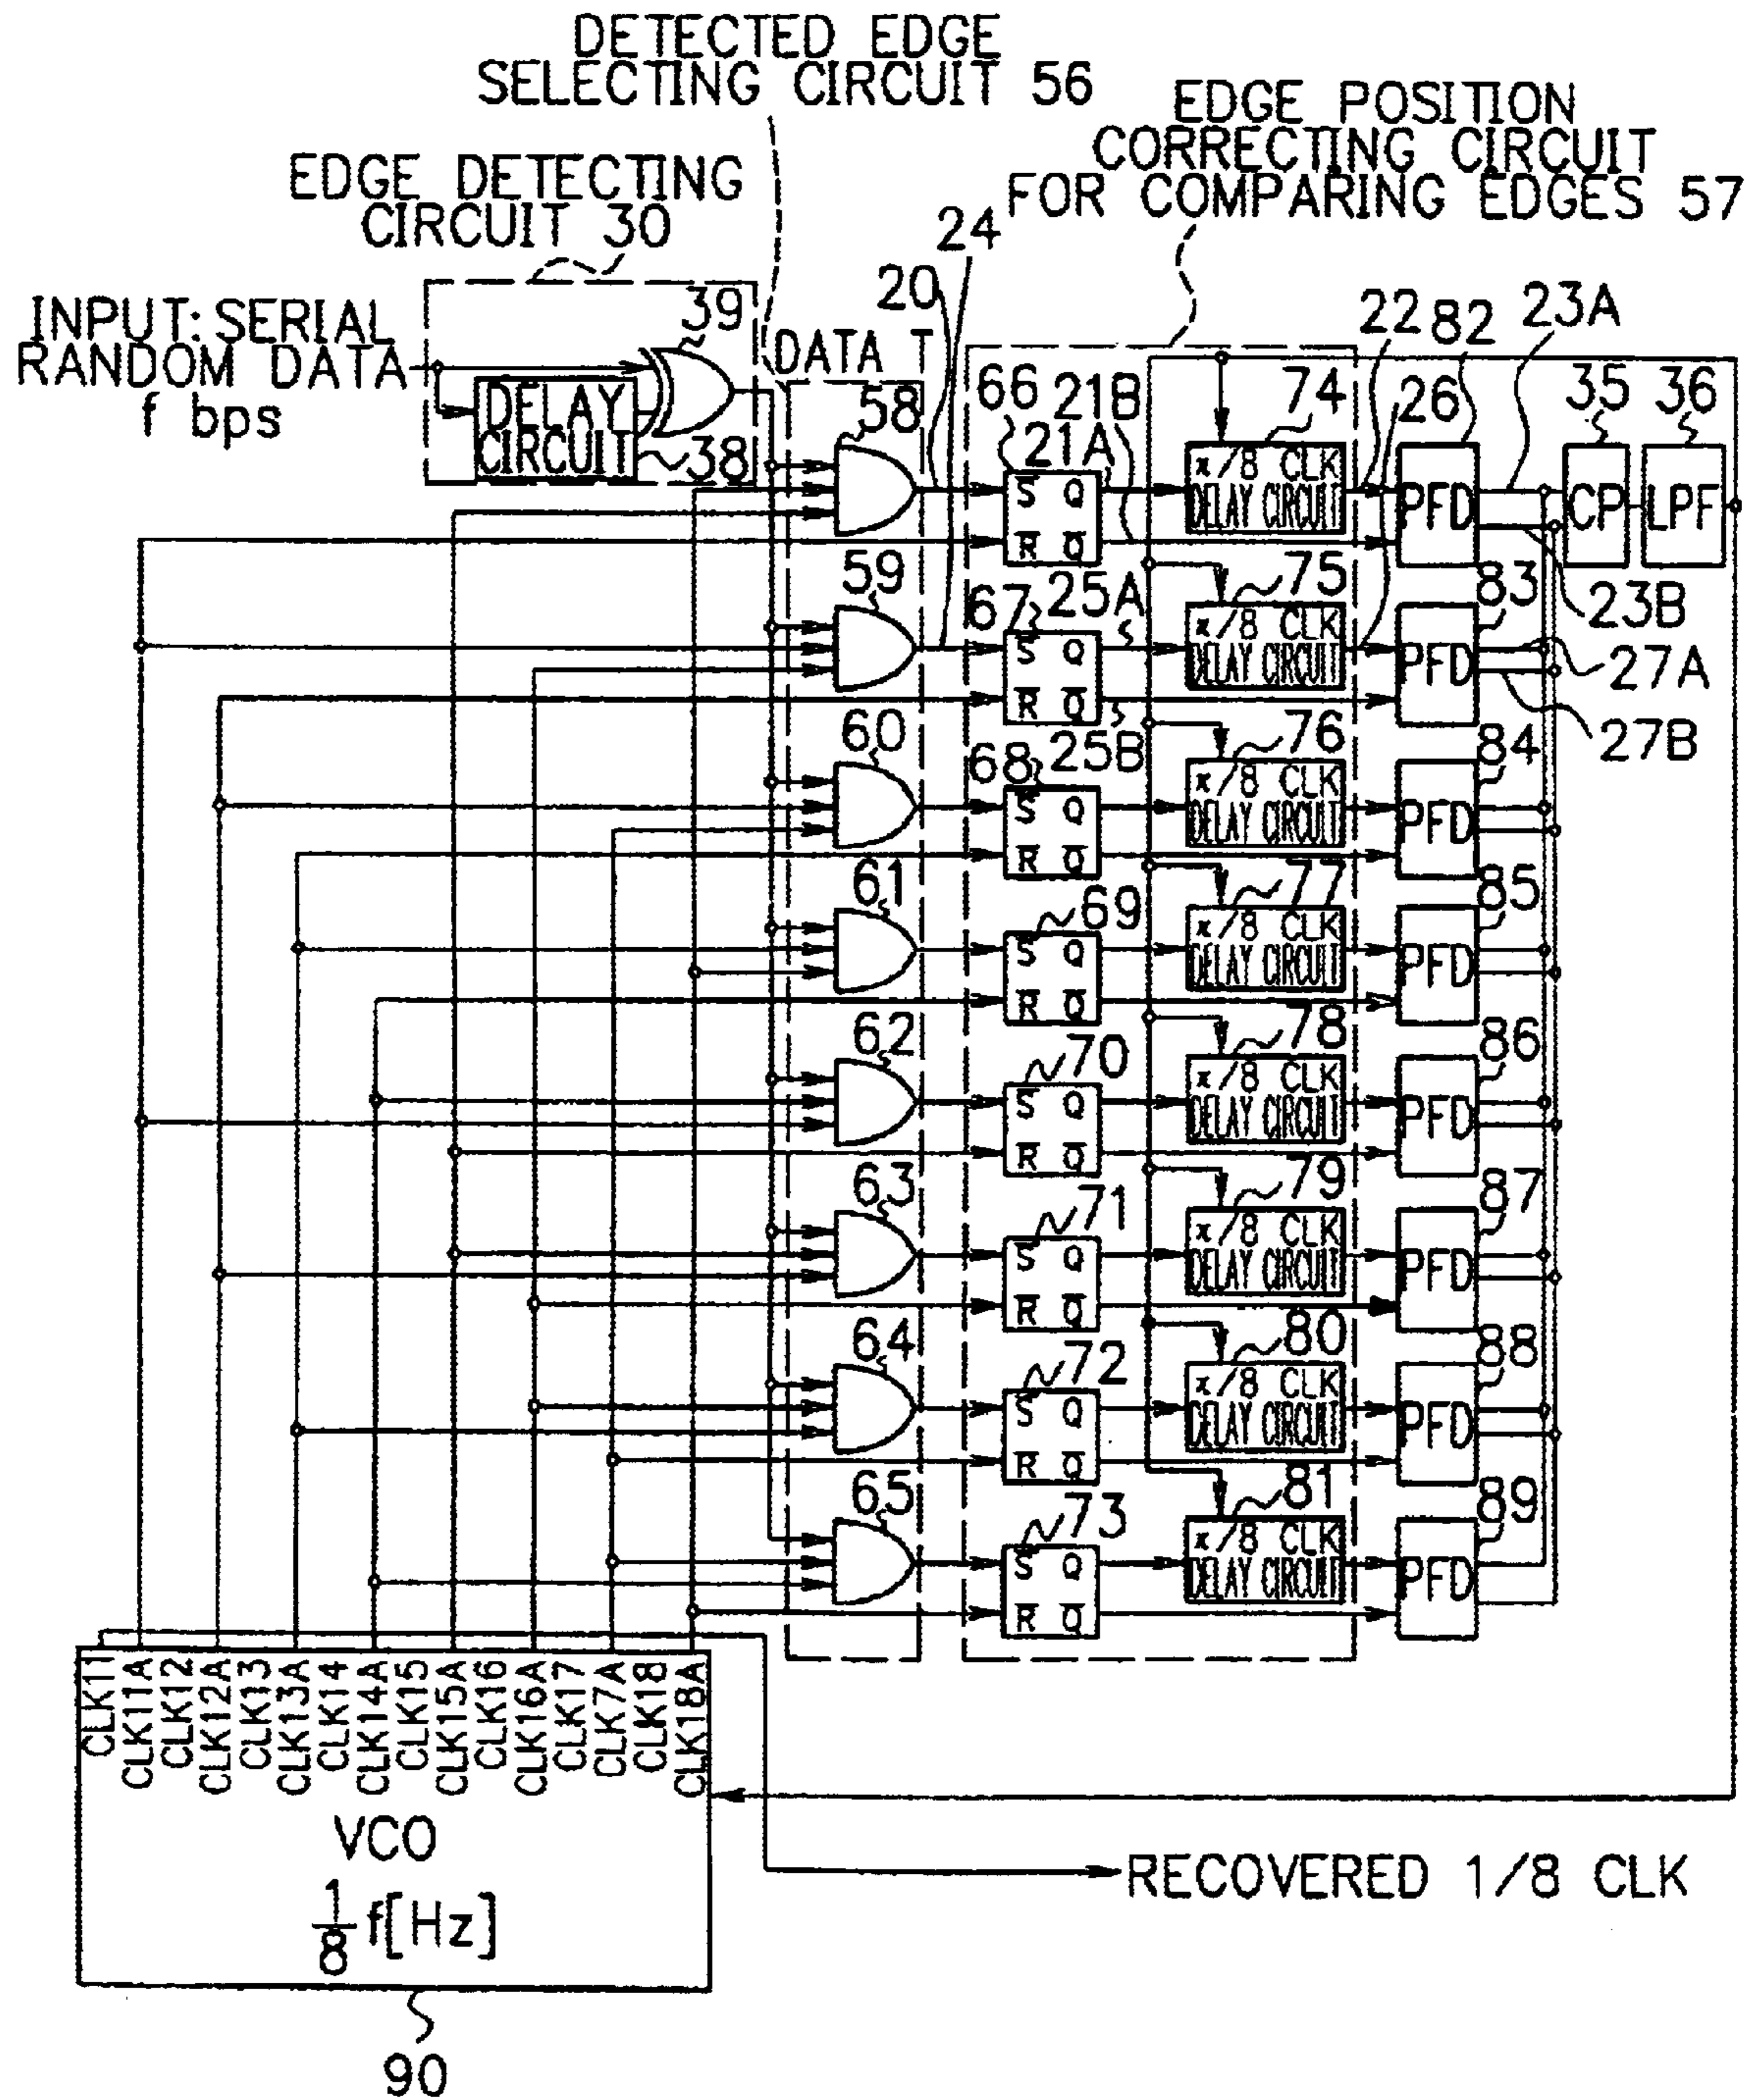 DETECTED EDGE
SELECTING CIRCUIT 56
EDGE POSITION
CORRECTING CIRCUIT
FOR COMPARING EDGES 57
EDGE DETECTING
CIRCUIT 30
24
20
39
INPUT: SERIAL
RANDOM DATA
f bps
DELAY
CIRCUIT
38
DATA T
22
82
23A
58
66
21B
21A
74
26
35
36
S Q
R Q
π/8 CLK
DELAY CIRCUIT
PFD
CP
LPF
59
67
25A
75
83
23B
S Q
R Q
π/8 CLK
DELAY CIRCUIT
PFD
27A
27B
60
68
25B
76
84
S Q
R Q
π/8 CLK
DELAY CIRCUIT
PFD
61
69
77
85
S Q
R Q
π/8 CLK
DELAY CIRCUIT
PFD
62
70
78
86
S Q
R Q
π/8 CLK
DELAY CIRCUIT
PFD
63
71
79
87
S Q
R Q
π/8 CLK
DELAY CIRCUIT
PFD
64
72
80
88
S Q
R Q
π/8 CLK
DELAY CIRCUIT
PFD
65
73
81
89
S Q
R Q
π/8 CLK
DELAY CIRCUIT
PFD
CLK11
CLK11A
CLK12
CLK12A
CLK13
CLK13A
CLK14
CLK14A
CLK15
CLK15A
CLK16
CLK16A
CLK17
CLK7A
CLK18
CLK18A
VCO
1/8 f[Hz]
RECOVERED 1/8 CLK
90